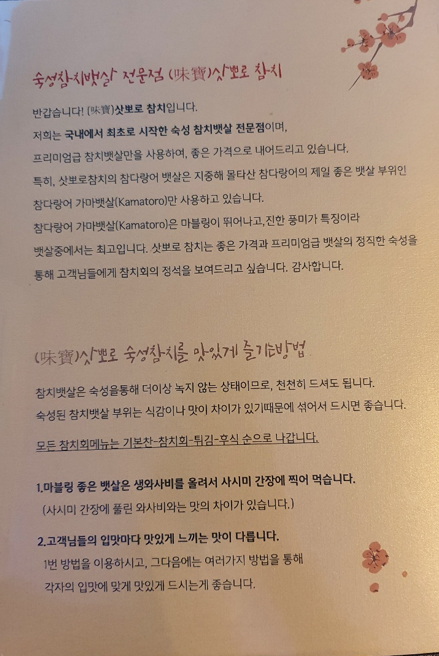 숙성참치뱃살 전문점 (味寶)삿뽀로 참치
반갑습니다! (味寶)삿뽀로 참치입니다.
저희는 국내에서 최초로 시작한 숙성 참치뱃살 전문점이며,
프리미엄급 참치뱃살만을 사용하여, 좋은 가격으로 내어드리고 있습니다.
특히, 삿뽀로참치의 참다랑어 뱃살은 지중해 몰타산 참다랑어의 제일 좋은 뱃살 부위인
참다랑어 가마뱃살(Kamatoro)만 사용하고 있습니다.
참다랑어 가마뱃살(Kamatoro)은 마블링이 뛰어나고,진한 풍미가 특징이라
뱃살중에서는 최고입니다. 삿뽀로 참치는 좋은 가격과 프리미엄급 뱃살의 정직한 숙성을
통해 고객님들에게 참치회의 정석을 보여드리고 싶습니다. 감사합니다.
(味寶)삿뽀로 숙성참치를 맛있게 즐기는방법
참치뱃살은 숙성을통해 더이상 녹지 않는 상태이므로, 천천히 드셔도 됩니다.
숙성된 참치뱃살 부위는 식감이나 맛이 차이가 있기때문에 섞어서 드시면 좋습니다.
모든 참치회메뉴는 기본찬-참치회-튀김-후식 순으로 나갑니다.
1.마블링 좋은 뱃살은 생와사비를 올려서 사시미 간장에 찍어 먹습니다.
(사시미 간장에 풀린 와사비와는 맛의 차이가 있습니다.)
2.고객님들의 입맛마다 맛있게 느끼는 맛이 다릅니다.
1번 방법을 이용하시고, 그다음에는 여러가지 방법을 통해
각자의 입맛에 맞게 맛있게 드시는게 좋습니다.